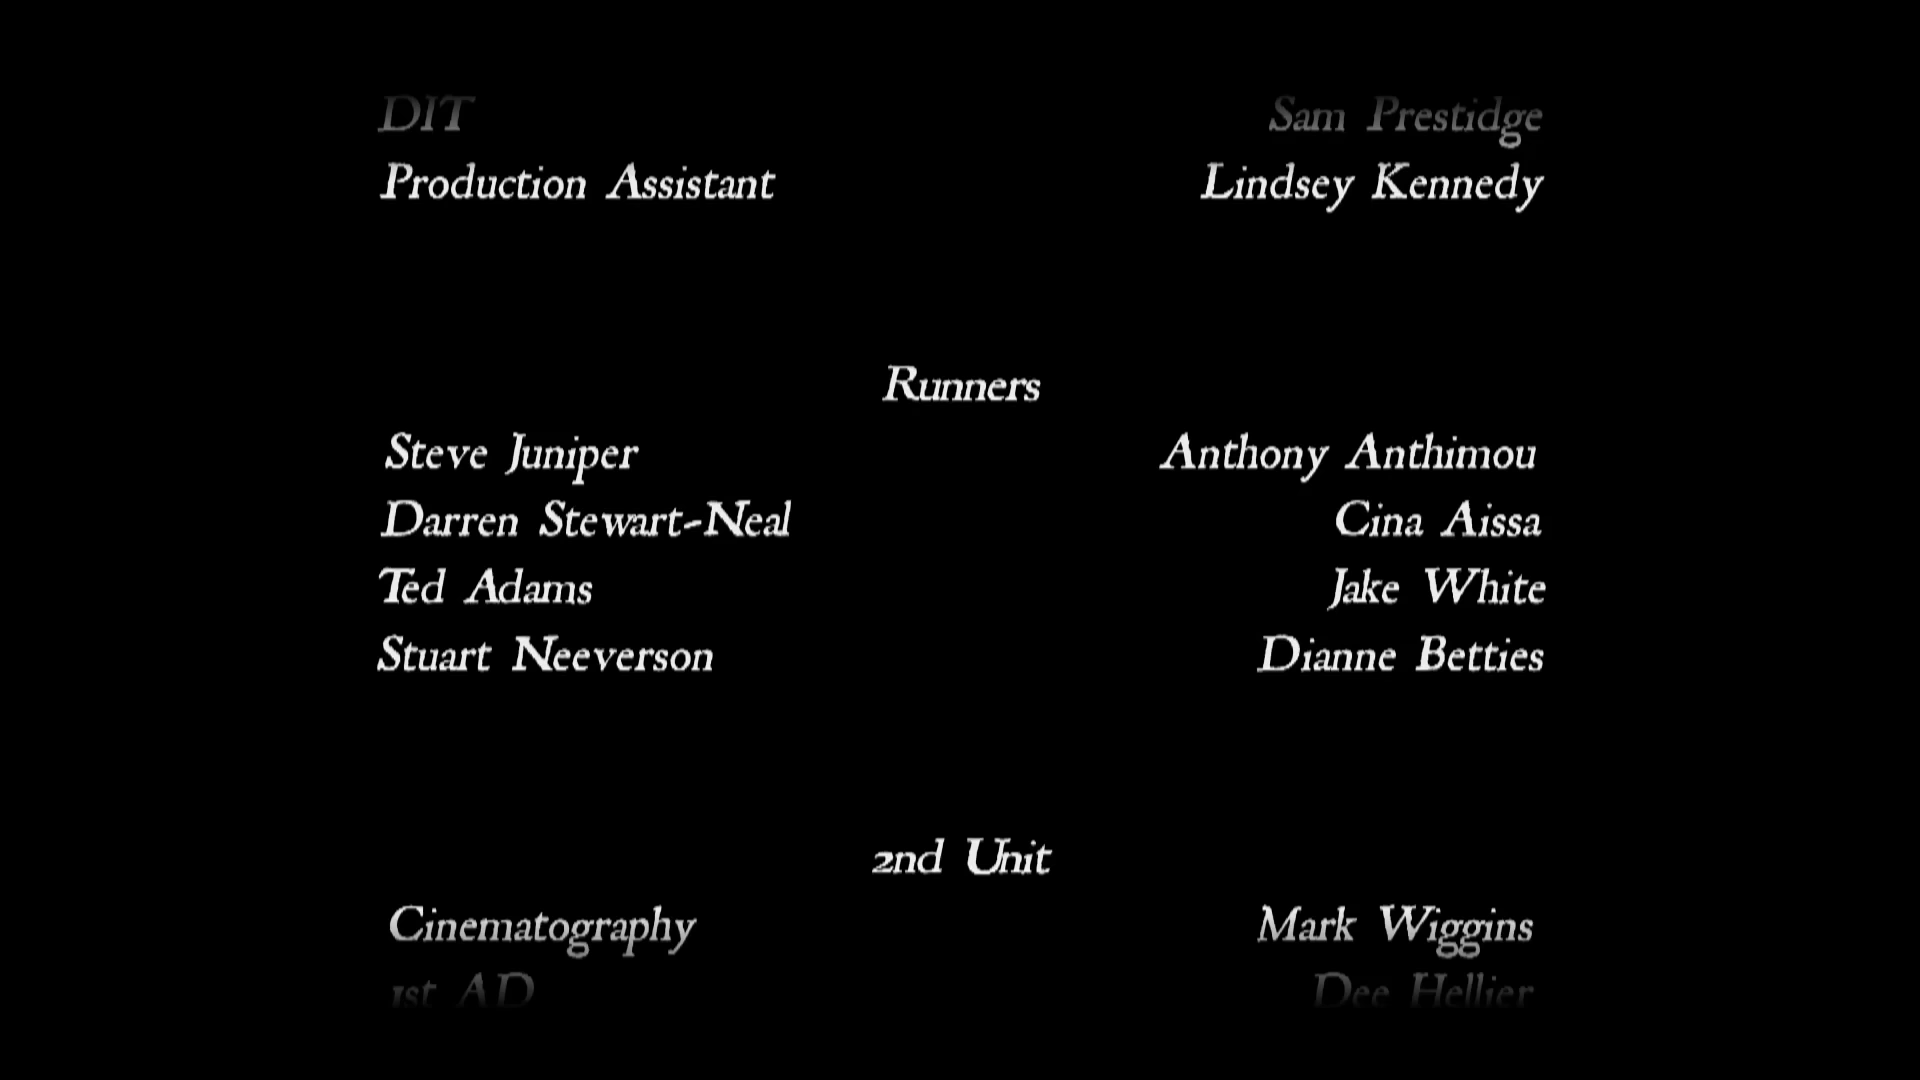 DIT Sam Prestidge
Production Assistant Lindsey Kennedy
Runners
Steve Juniper Anthony Anthimou
Darren Stewart-Neal Cina Aissa
Ted Adams Jake White
Stuart Neeverson Dianne Betties
2nd Unit
Cinematography Mark Wiggins
1st AD Dee Hellier